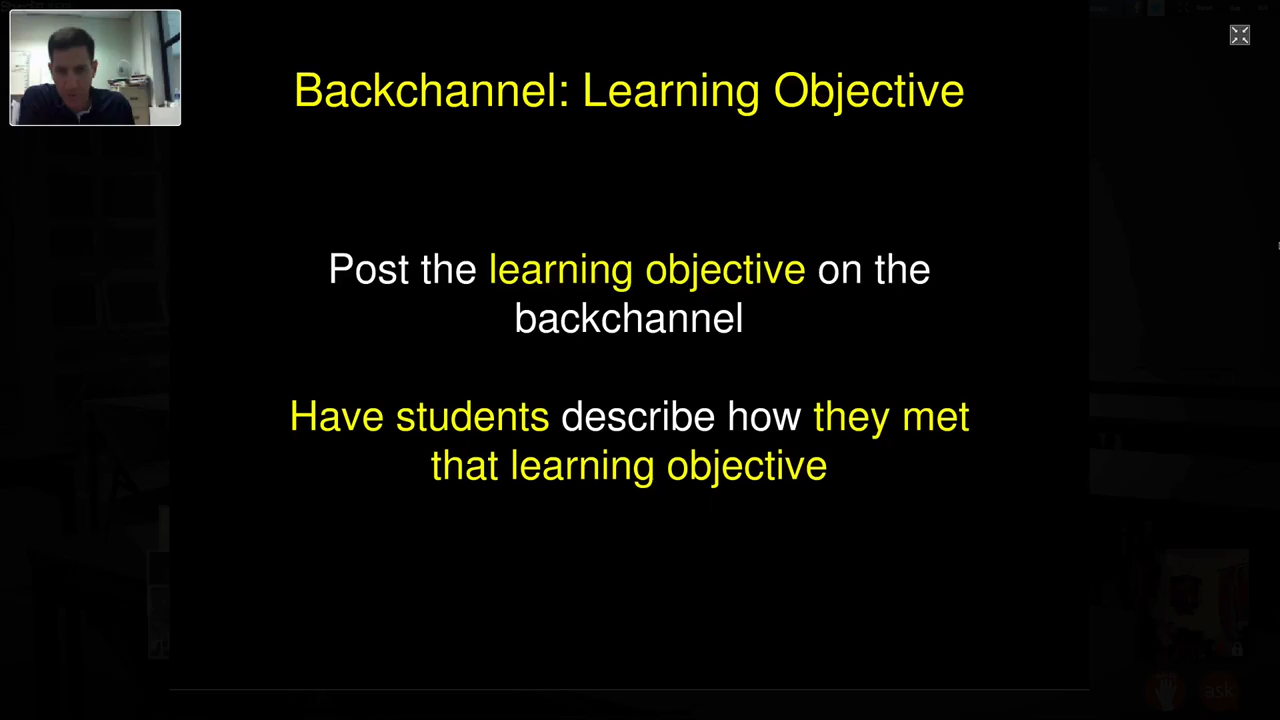 Backchannel: Learning Objective
Post the learning objective on the
backchannel
Have students describe how they met
that learning objective
ask